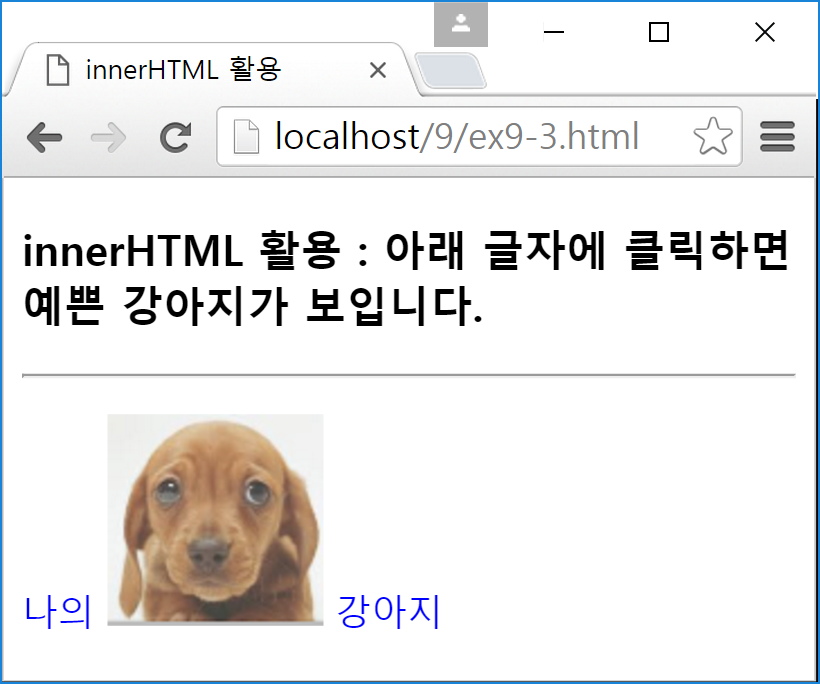 innerHTML 활용
localhost/9/ex9-3.html
innerHTML 활용 : 아래 글자에 클릭하면
예쁜 강아지가 보입니다.
나의 강아지